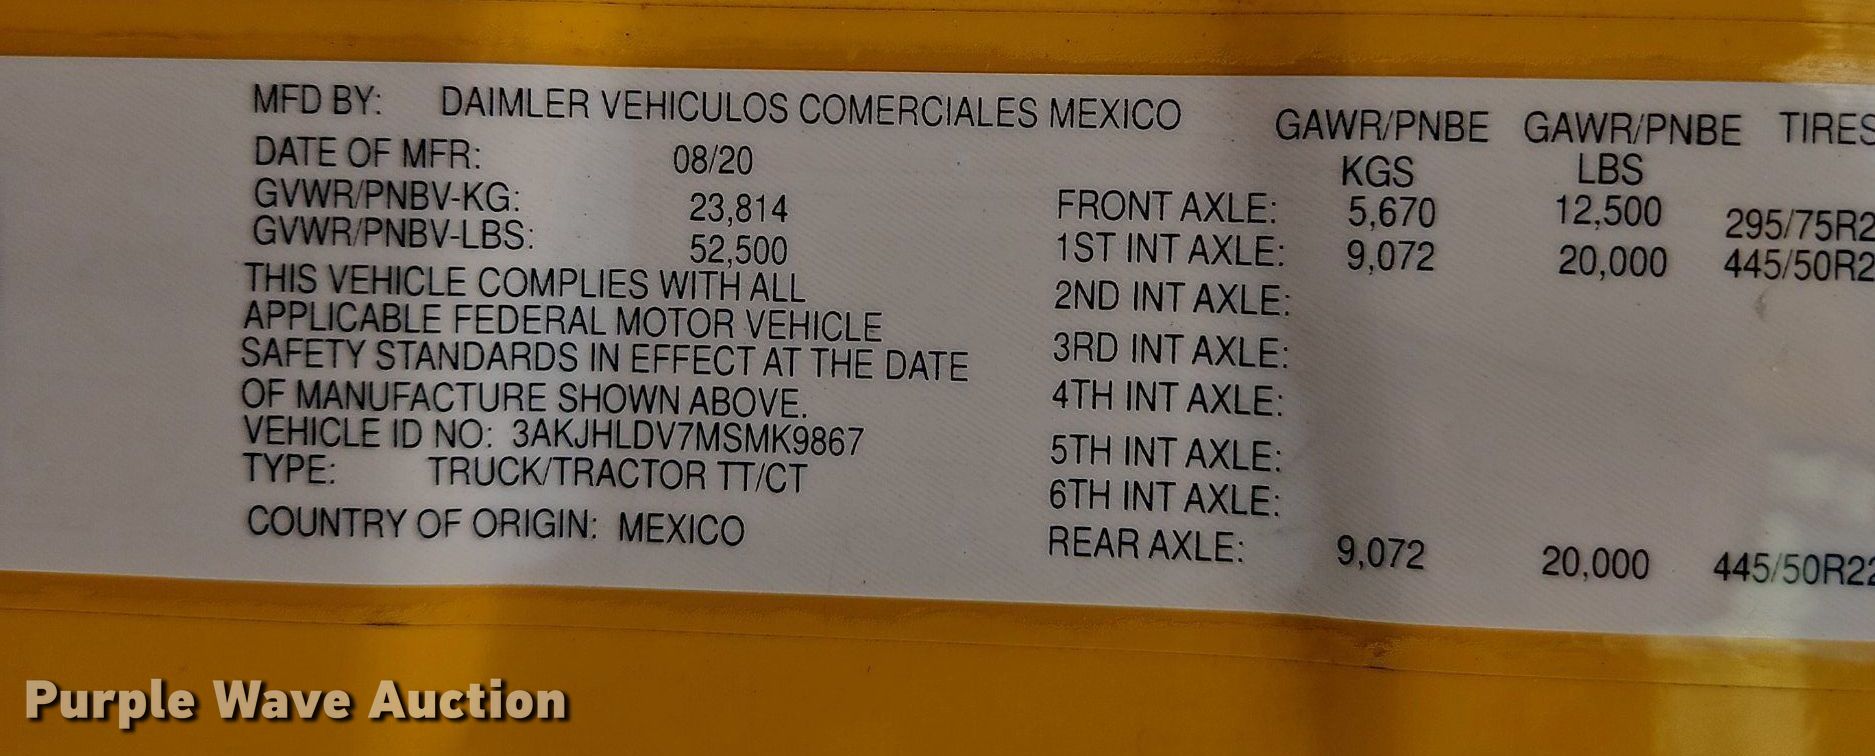 MFD BY: DAIMLER VEHICULOS COMERCIALES MEXICO
DATE OF MFR: 08/20
GVWR/PNBV-KG: 23,814
GVWR/PNBV-LBS: 52,500
THIS VEHICLE COMPLIES WITH ALL
APPLICABLE FEDERAL MOTOR VEHICLE
SAFETY STANDARDS IN EFFECT AT THE DATE
OF MANUFACTURE SHOWN ABOVE.
VEHICLE ID NO: 3AKJHLDV7MSMK9867
TYPE: TRUCK/TRACTOR TT/CT
COUNTRY OF ORIGIN: MEXICO
GAWR/PNBE GAWR/PNBE TIRES
KGS LBS
FRONT AXLE: 5,670 12,500 295/75R2
1ST INT AXLE: 9,072 20,000 445/50R2
2ND INT AXLE:
3RD INT AXLE:
4TH INT AXLE:
5TH INT AXLE:
6TH INT AXLE:
REAR AXLE: 9,072 20,000 445/50R22
Purple Wave Auction